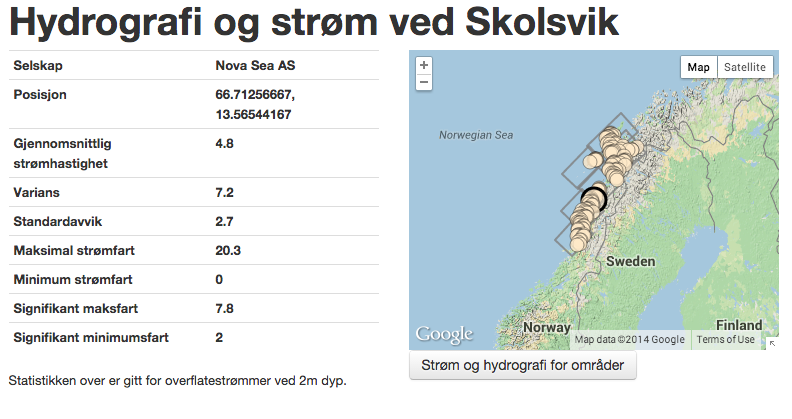 Hydrografi og strøm ved Skolsvik
Selskap Nova Sea AS
Posisjon 66.71256667,
13.56544167
Gjennomsnittlig 4.8
strømhastighet
Varians 7.2
Standardavvik 2.7
Maksimal strømfart 20.3
Minimum strømfart 0
Signifikant maksfart 7.8
Signifikant minimumsfart 2
Statistikken over er gitt for overflatestrømmer ved 2m dyp.
+
−
Map Satellite
Norwegian Sea
Sweden
Norway
Finland
Google
Map data ©2014 Google Terms of Use
Strøm og hydrografi for områder